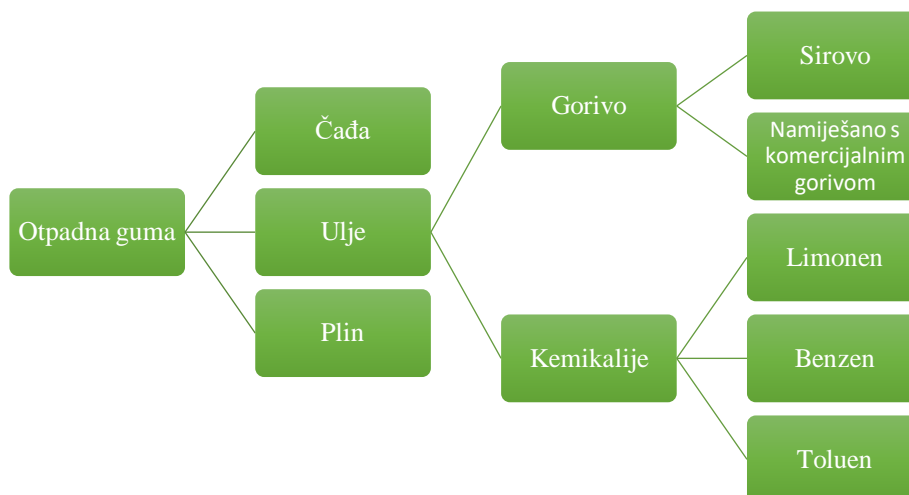 Otpadna guma
Čađa
Ulje
Plin
Gorivo
Kemikalije
Sirovo
Namiješano s
komercijalnim
gorivom
Limonen
Benzen
Toluen